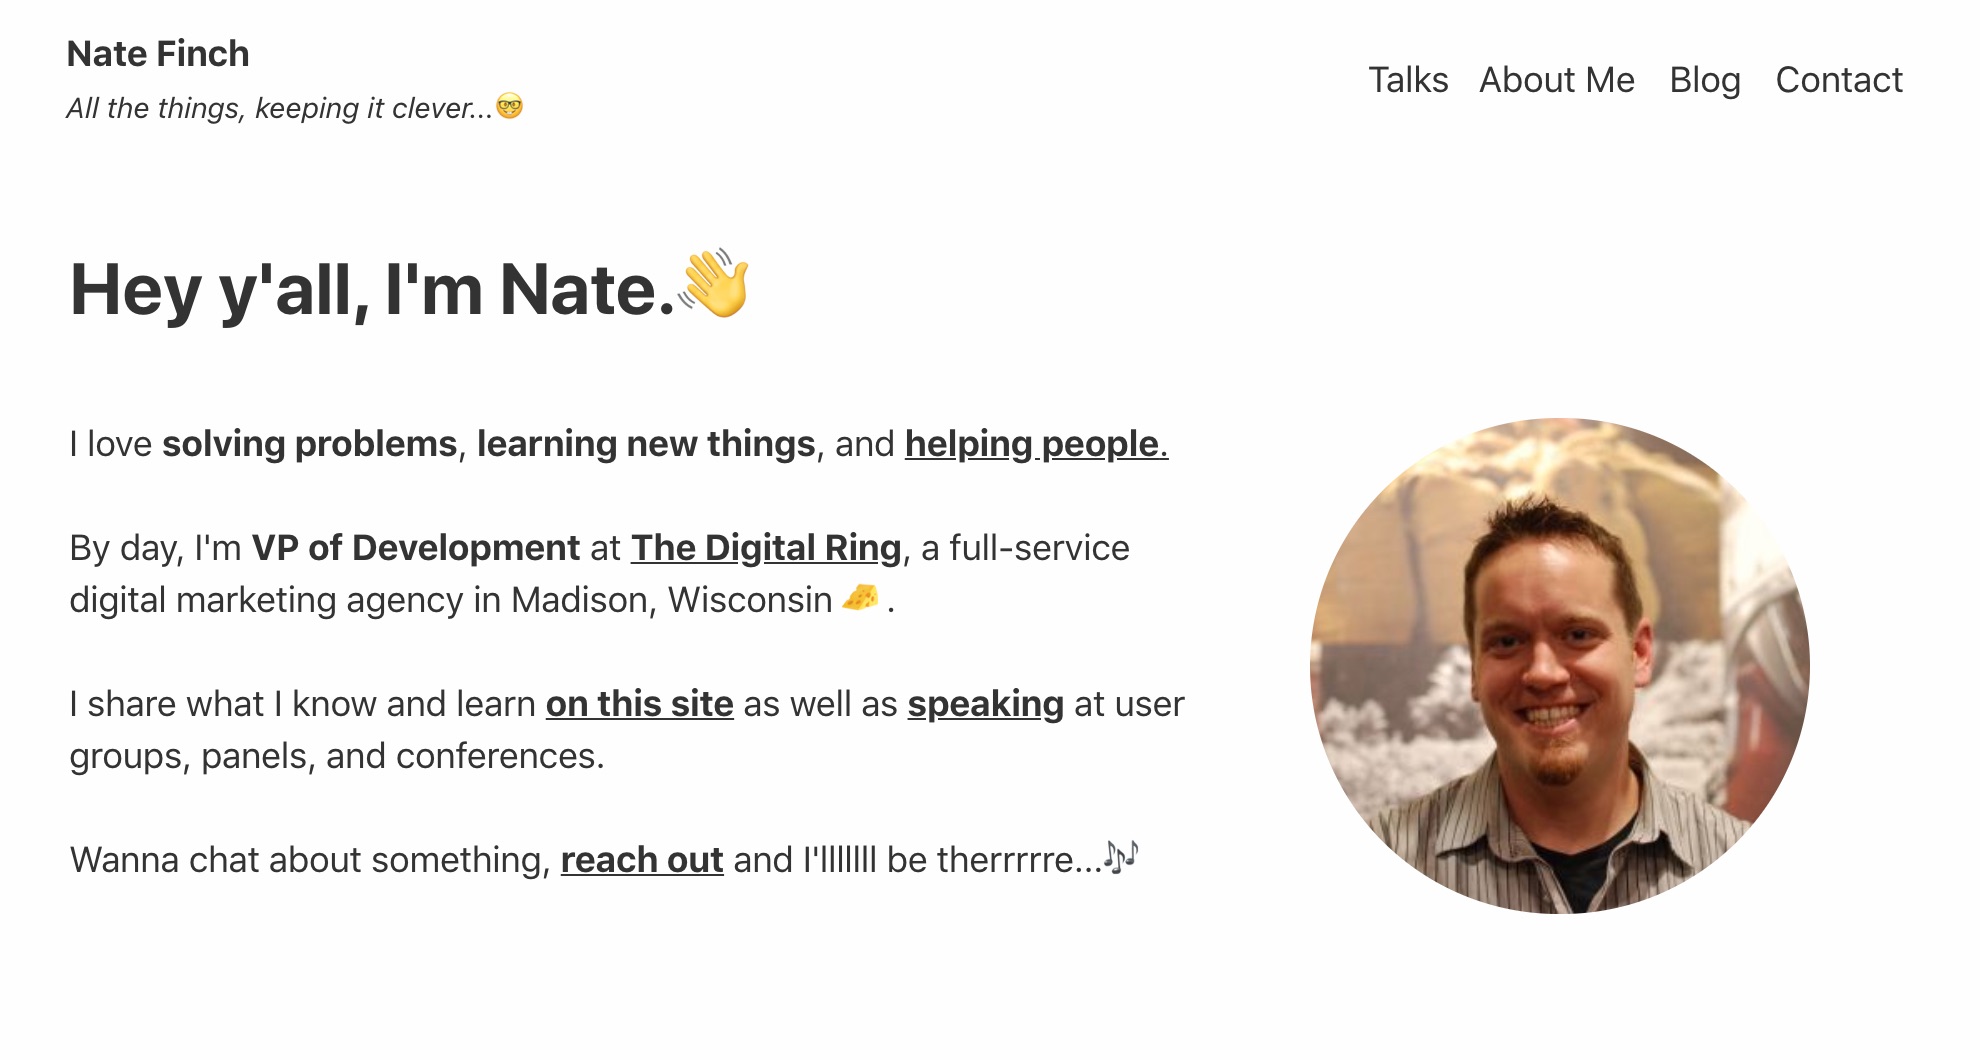 Nate Finch
All the things, keeping it clever...🤓
Talks About Me Blog Contact
Hey y'all, I'm Nate.👋
I love solving problems, learning new things, and helping people.
By day, I'm VP of Development at The Digital Ring, a full-service
digital marketing agency in Madison, Wisconsin 🧀 .
I share what I know and learn on this site as well as speaking at user
groups, panels, and conferences.
Wanna chat about something, reach out and I'lllllll be therrrrre...🎶